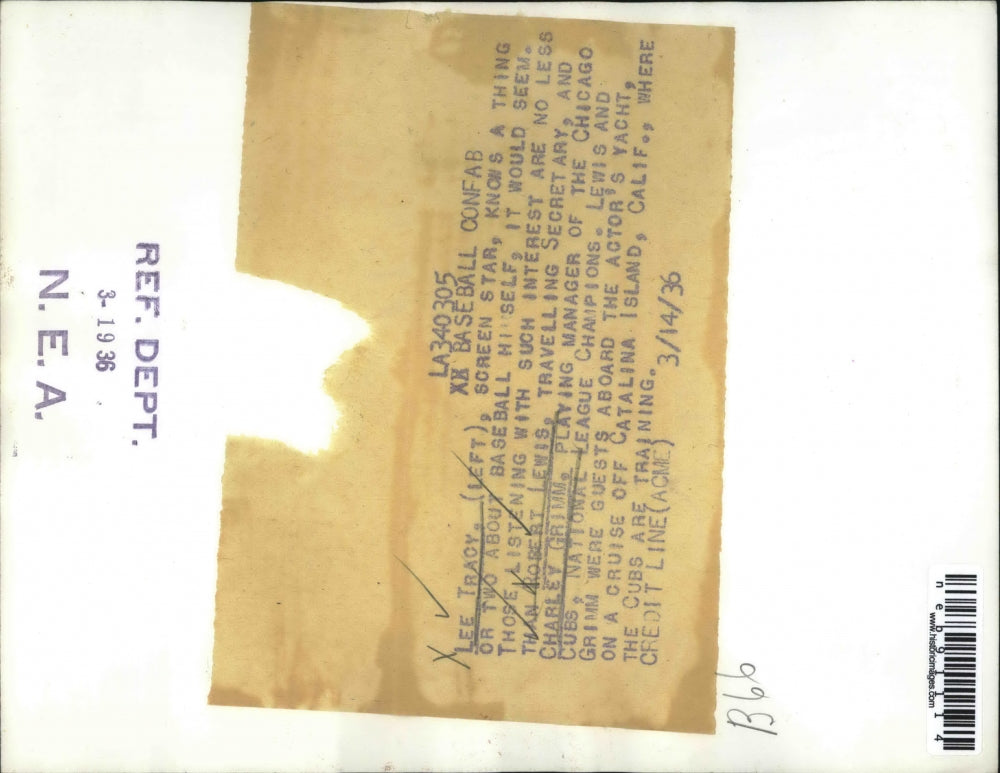 LA340305
XX BASEBALL CONFAB
LEE TRACY, (LEFT), SCREEN STAR, KNOWS A THING
OR TWO ABOUT BASEBALL HIMSELF, IT WOULD SEEM.
THOSE LISTENING WITH SUCH INTEREST ARE NO LESS
THAN ROBERT LEWIS, TRAVELLING SECRETARY, AND
CHARLEY GRIMM, PLAYING MANAGER OF THE CHICAGO
CUBS, NATIONAL LEAGUE CHAMPIONS. LEWIS AND
GRIMM WERE GUESTS ABOARD THE ACTOR'S YACHT,
ON A CRUISE OFF CATALINA ISLAND, CALIF., WHERE
THE CUBS ARE TRAINING.
CREDIT LINE(ACME) 3/14/36
B66
REF. DEPT.
3-1936
N. E. A.
neb91114
www.historicimages.com